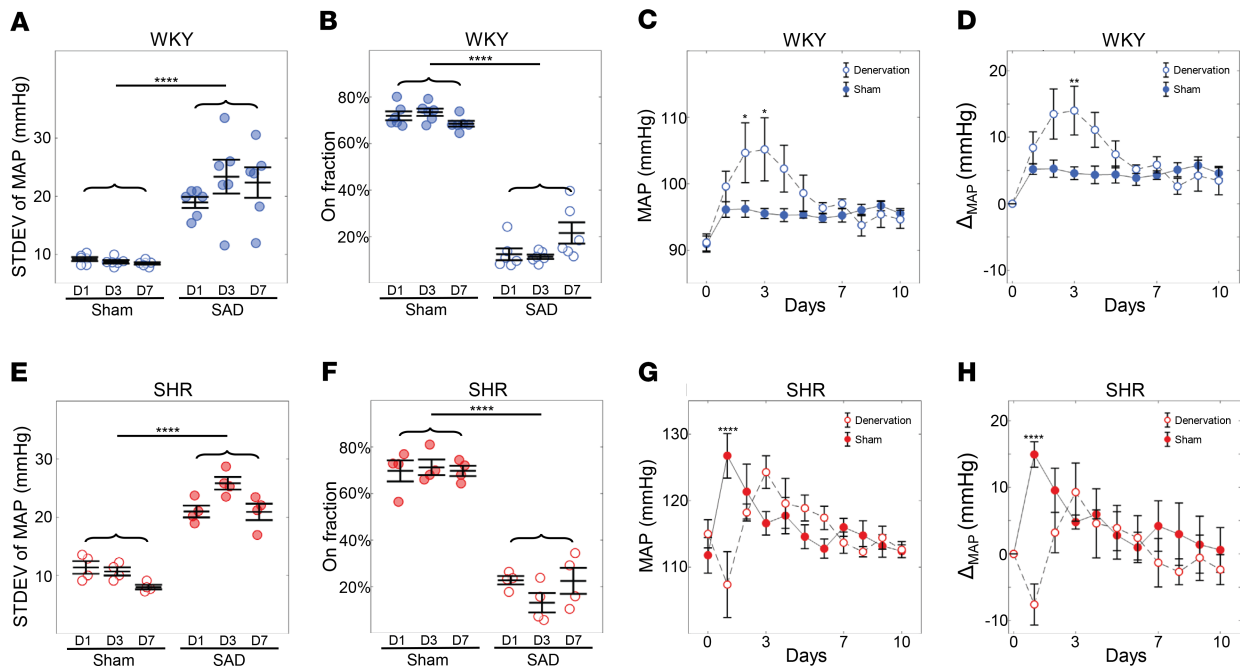 A
WKY
STDEV of MAP (mmHg)
30
20
10
****
D1 D3 D7 D1 D3 D7
Sham SAD
B
WKY
On fraction
80%
60%
40%
20%
****
D1 D3 D7 D1 D3 D7
Sham SAD
C
WKY
MAP (mmHg)
110
100
90
* *
Denervation
Sham
0 3 7 10
Days
D
WKY
ΔMAP (mmHg)
20
10
0
-10
**
Denervation
Sham
0 3 7 10
Days
E
SHR
STDEV of MAP (mmHg)
30
20
10
****
D1 D3 D7 D1 D3 D7
Sham SAD
F
SHR
On fraction
80%
60%
40%
20%
****
D1 D3 D7 D1 D3 D7
Sham SAD
G
SHR
MAP (mmHg)
130
120
110
****
Denervation
Sham
0 3 7 10
Days
H
SHR
ΔMAP (mmHg)
20
10
0
-10
****
Denervation
Sham
0 3 7 10
Days